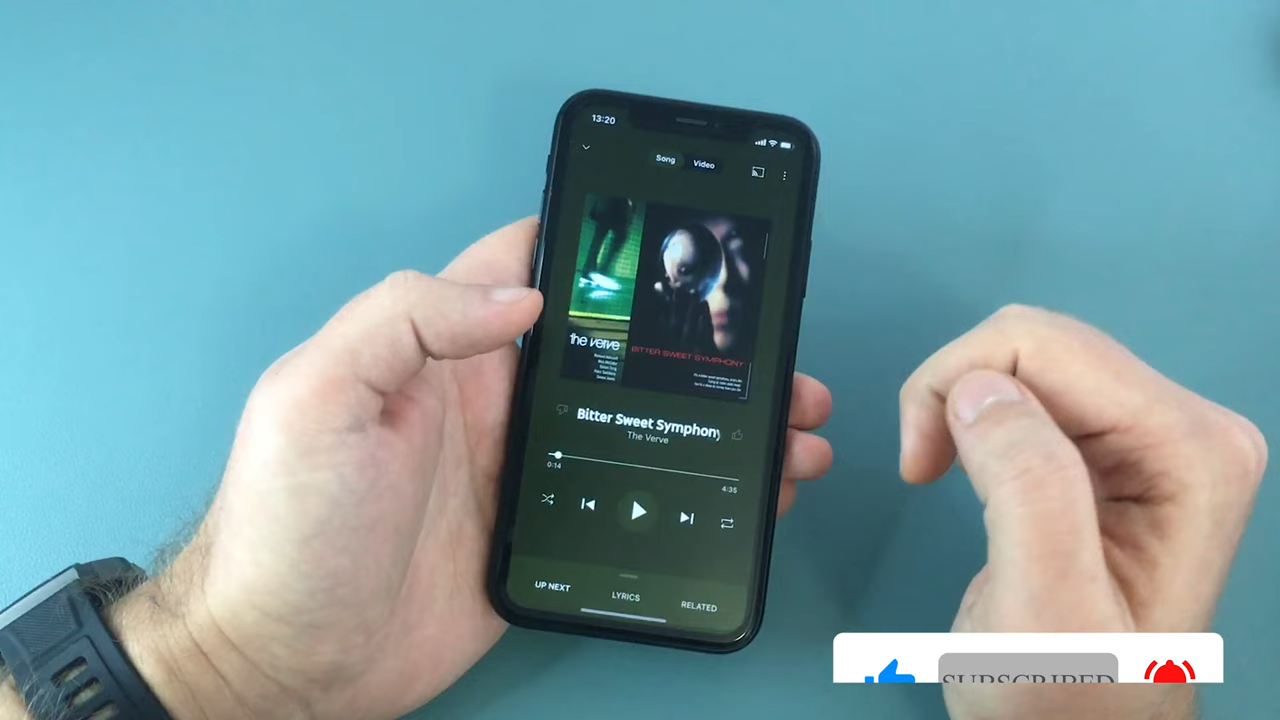 13:20
Song Video
the verve
BITTER SWEET SYMPHONY
Bitter Sweet Symphony
The Verve
0:14
4:35
UP NEXT
LYRICS
RELATED
SUBSCRIBED